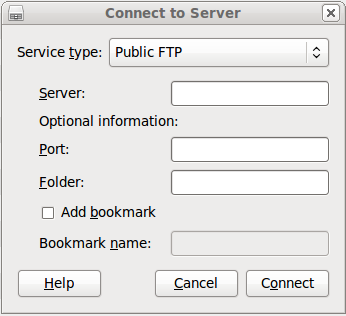 Connect to Server
Service type: Public FTP
Server:
Optional information:
Port:
Folder:
Add bookmark
Bookmark name:
Help Cancel Connect